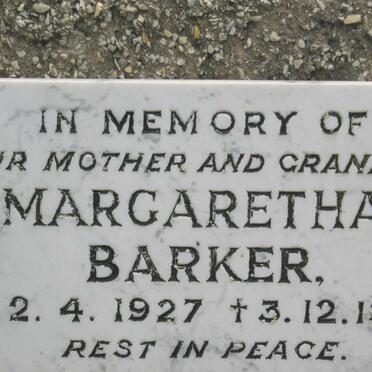 IN MEMORY OF
MOTHER AND
MARGARETHA
BARKER.
2. 4. 1927 † 3. 12.
REST IN PEACE.